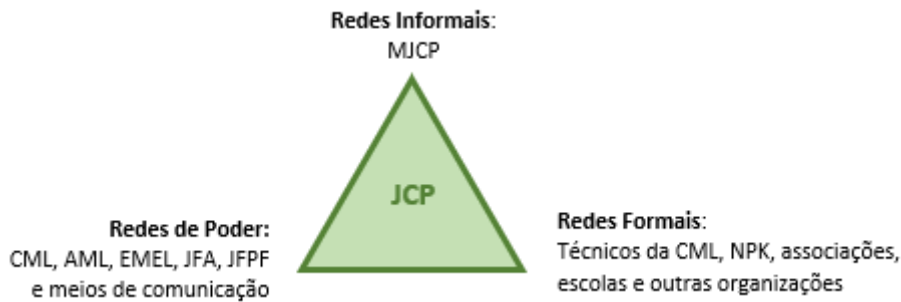 Redes Informais:
MJCP
JCP
Redes de Poder:
CML, AML, EMEL, JFA, JFPF
e meios de comunicação
Redes Formais:
Técnicos da CML, NPK, associações,
escolas e outras organizações